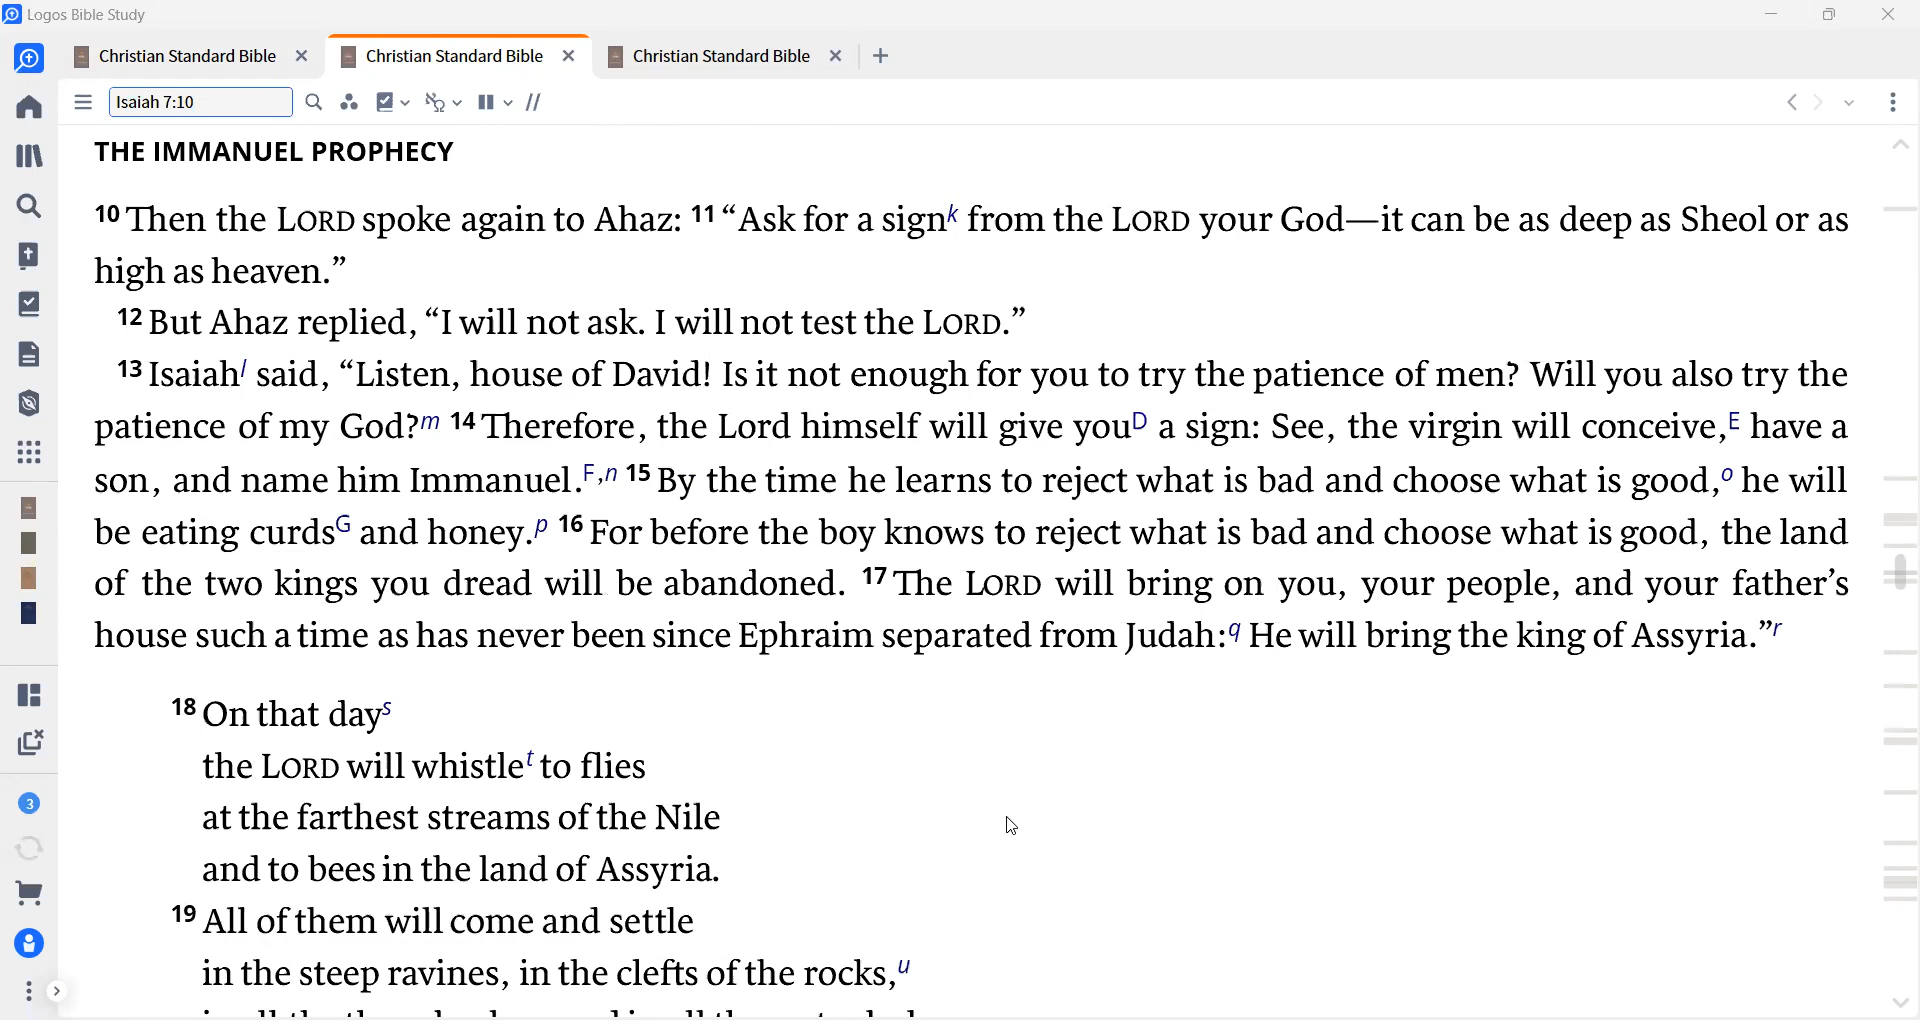 Logos Bible Study
Christian Standard Bible
Christian Standard Bible
Christian Standard Bible
Isaiah 7:10
THE IMMANUEL PROPHECY
10 Then the LORD spoke again to Ahaz: 11 “Ask for a signk from the LORD your God—it can be as deep as Sheol or as
high as heaven.”
12 But Ahaz replied, “I will not ask. I will not test the LORD.”
13 Isaiahl said, “Listen, house of David! Is it not enough for you to try the patience of men? Will you also try the
patience of my God?m 14 Therefore, the Lord himself will give youD a sign: See, the virgin will conceive,E have a
son, and name him Immanuel.F,n 15 By the time he learns to reject what is bad and choose what is good,o he will
be eating curdsG and honey.p 16 For before the boy knows to reject what is bad and choose what is good, the land
of the two kings you dread will be abandoned. 17 The LORD will bring on you, your people, and your father’s
house such a time as has never been since Ephraim separated from Judah:q He will bring the king of Assyria.”r
18 On that days
the LORD will whistlet to flies
at the farthest streams of the Nile
and to bees in the land of Assyria.
19 All of them will come and settle
in the steep ravines, in the clefts of the rocks,u
3